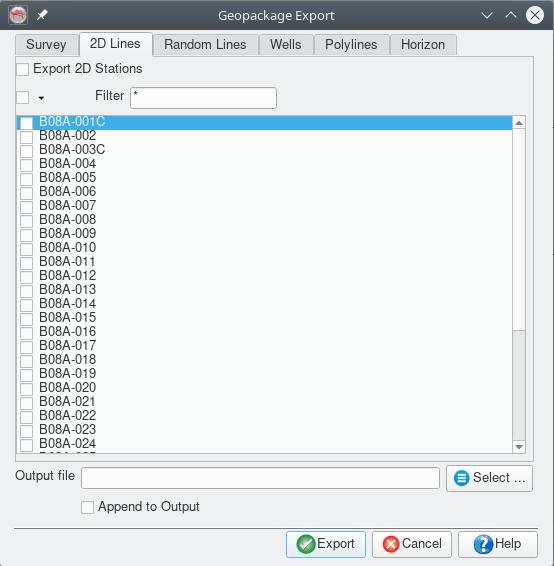 Geopackage Export
Survey 2D Lines Random Lines Wells Polylines Horizon
Export 2D Stations
Filter *
B08A-001C
B08A-002
B08A-003C
B08A-004
B08A-005
B08A-006
B08A-007
B08A-008
B08A-009
B08A-010
B08A-011
B08A-012
B08A-013
B08A-014
B08A-015
B08A-016
B08A-017
B08A-018
B08A-019
B08A-020
B08A-021
B08A-022
B08A-023
B08A-024
Output file Select ...
Append to Output
Export Cancel Help